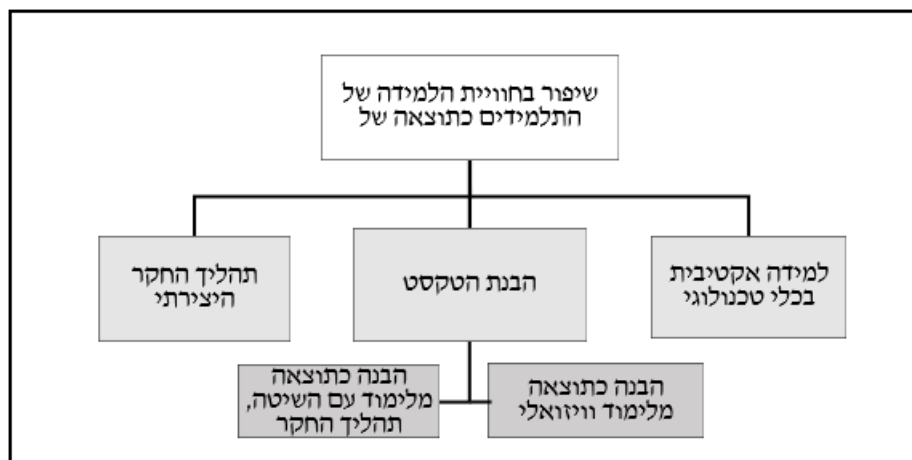 שיפור בחוויית הלמידה של
התלמידים כתוצאה של
למידה אקטיבית
בכלי טכנולוגי
הבנת הטקסט
תהליך החקר
היצירתי
הבנה כתוצאה
מלימוד וויזואלי
הבנה כתוצאה
מלימוד עם השיטה,
תהליך החקר